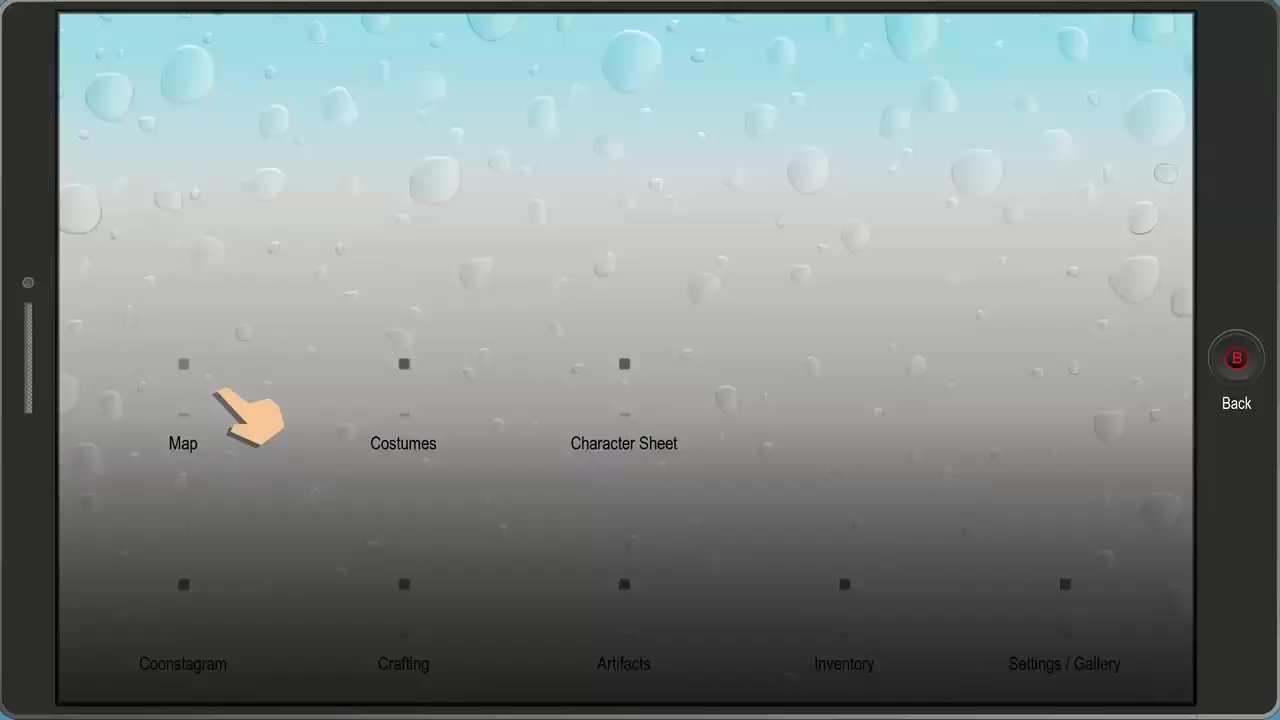 B
Back
Map
Costumes
Character Sheet
Coonstagram
Crafting
Artifacts
Inventory
Settings / Gallery